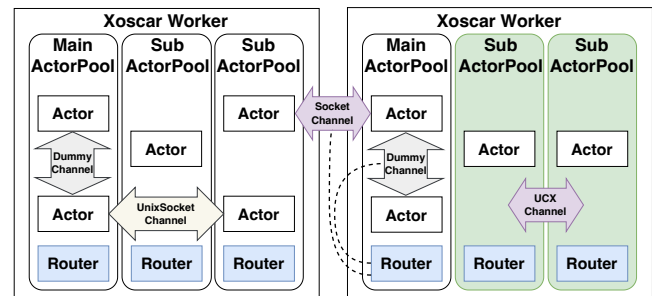 Xoscar Worker
Main
ActorPool
Sub
ActorPool
Sub
ActorPool
Actor
Actor
Dummy
Channel
Actor
Actor
UnixSocket
Channel
Actor
Router
Router
Router
Socket
Channel
Xoscar Worker
Main
ActorPool
Sub
ActorPool
Sub
ActorPool
Actor
Dummy
Channel
Actor
Actor
Actor
UCX
Channel
Router
Router
Router